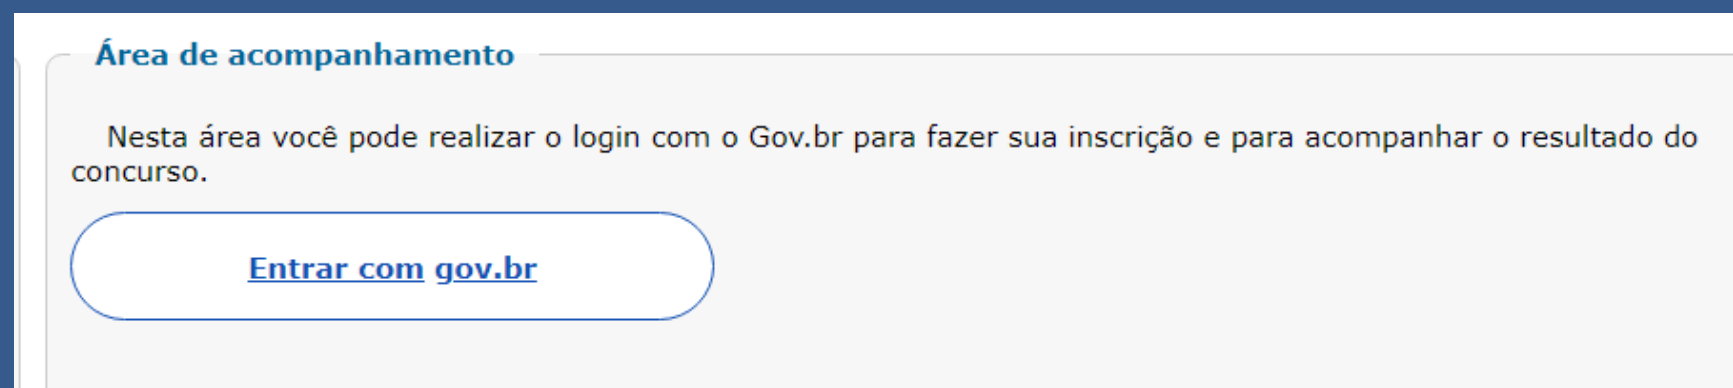 Área de acompanhamento
Nesta área você pode realizar o login com o Gov.br para fazer sua inscrição e para acompanhar o resultado do
concurso.
Entrar com gov.br